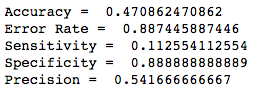 Accuracy =  0.470862470862
Error Rate =  0.887445887446
Sensitivity =  0.112554112554
Specificity =  0.888888888889
Precision =  0.541666666667